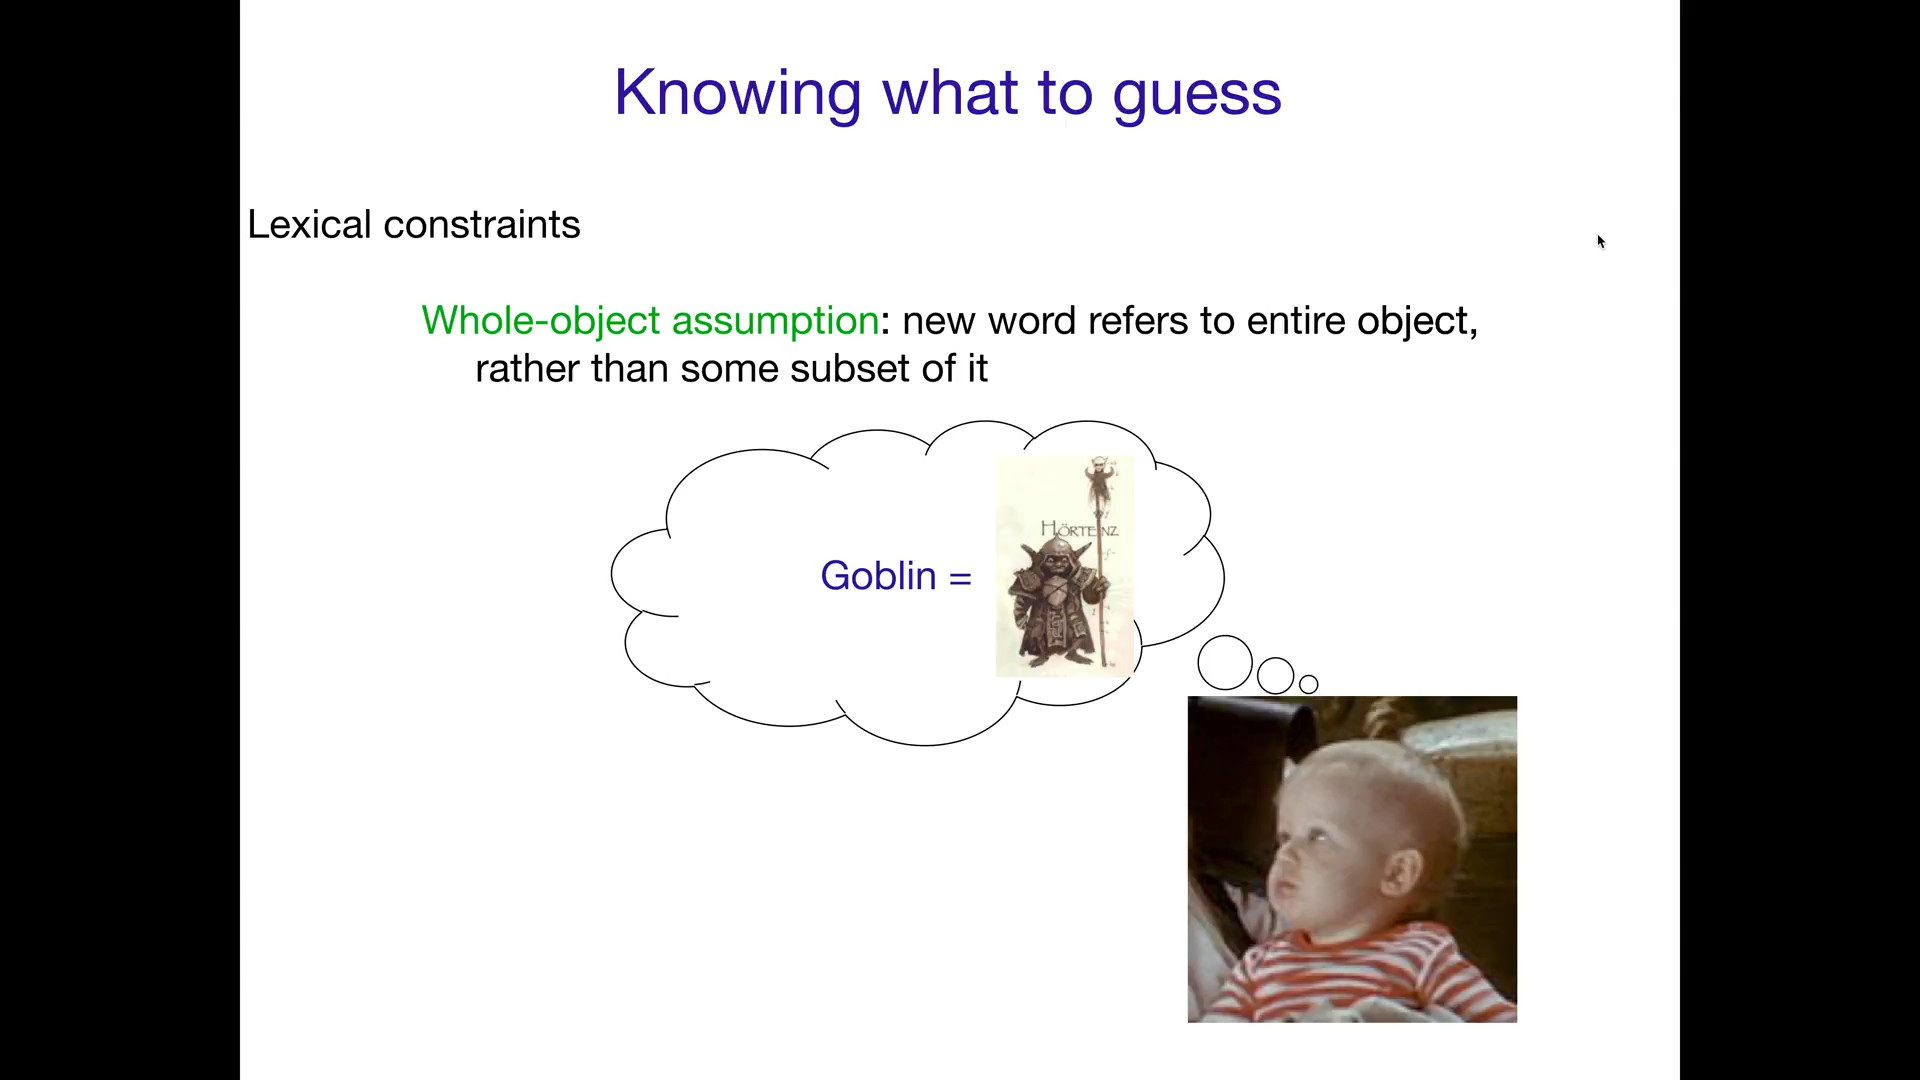 Knowing what to guess
Lexical constraints
Whole-object assumption: new word refers to entire object,
rather than some subset of it
HÖRTENZ
Goblin =